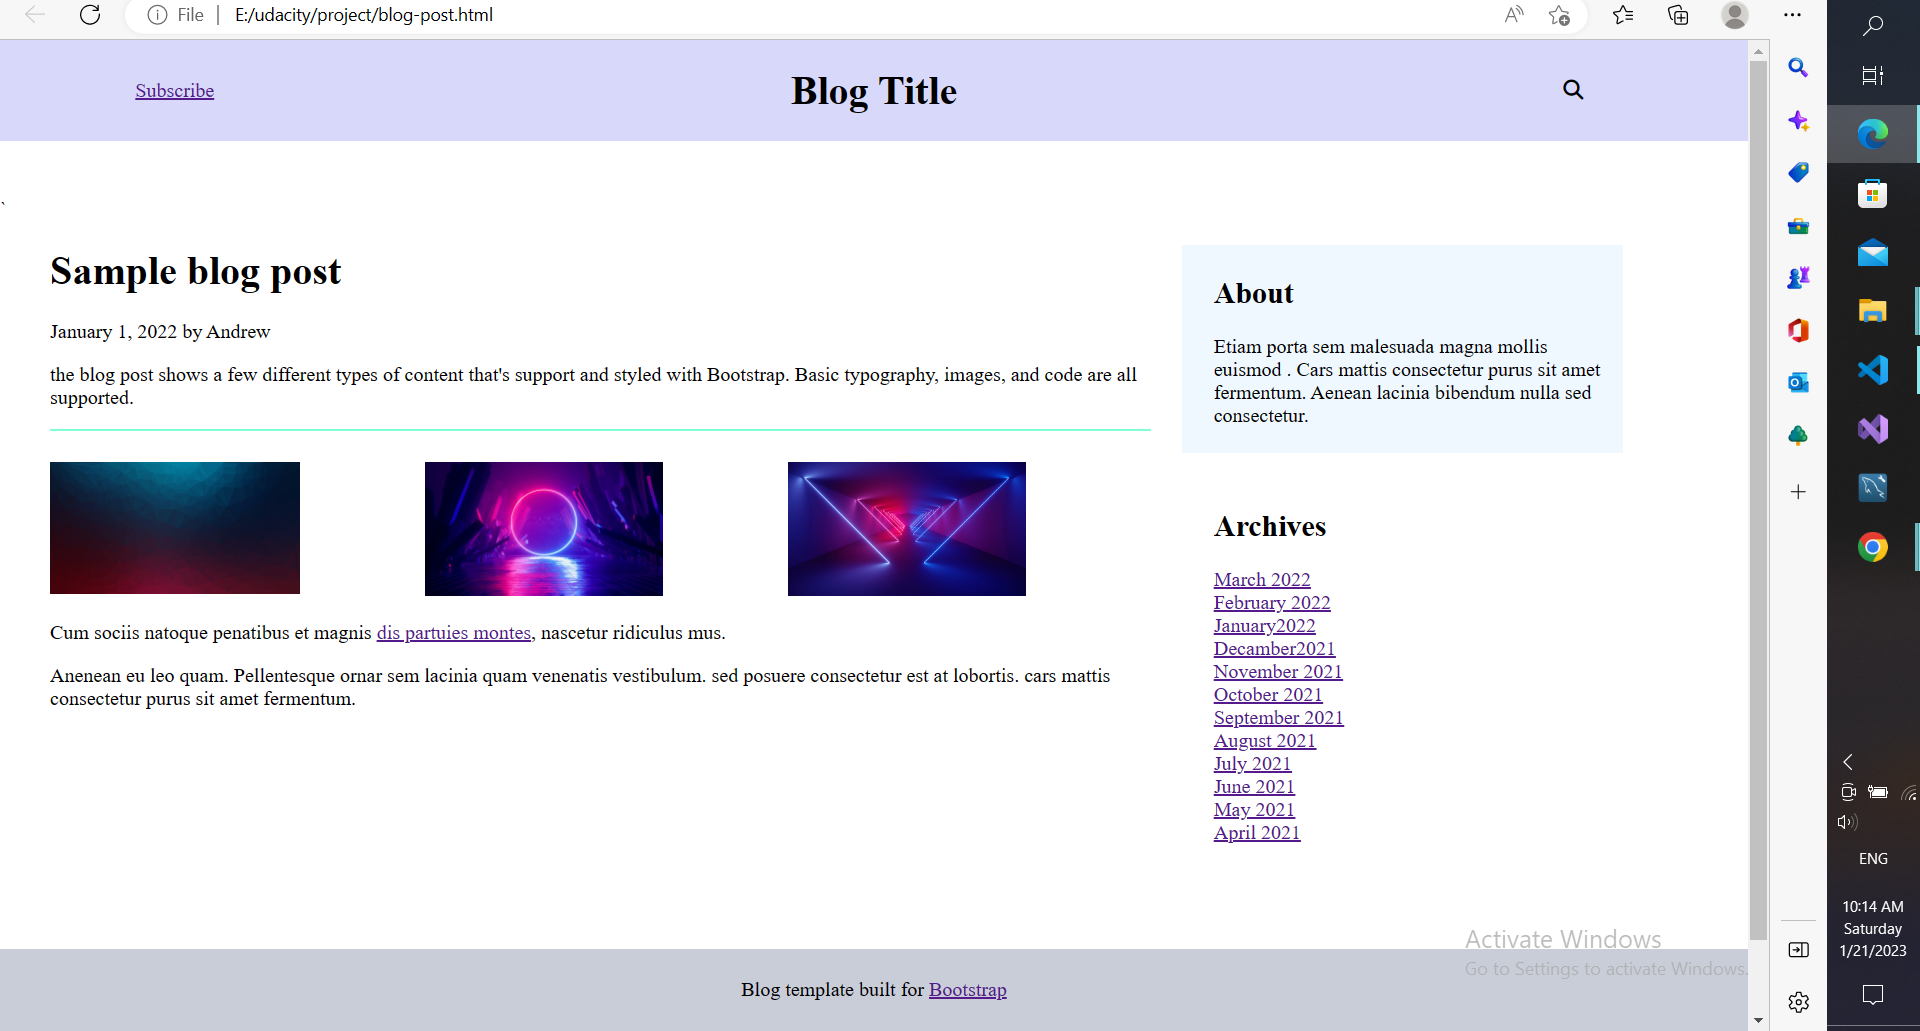 File
E:/udacity/project/blog-post.html
Subscribe
Blog Title
`
Sample blog post
January 1, 2022 by Andrew
the blog post shows a few different types of content that's support and styled with Bootstrap. Basic typography, images, and code are all
supported.
Cum sociis natoque penatibus et magnis dis partuies montes, nascetur ridiculus mus.
Anenean eu leo quam. Pellentesque ornar sem lacinia quam venenatis vestibulum. sed posuere consectetur est at lobortis. cars mattis
consectetur purus sit amet fermentum.
About
Etiam porta sem malesuada magna mollis
euismod . Cars mattis consectetur purus sit amet
fermentum. Aenean lacinia bibendum nulla sed
consectetur.
Archives
March 2022
February 2022
January2022
Decamber2021
November 2021
October 2021
September 2021
August 2021
July 2021
June 2021
May 2021
April 2021
Activate Windows
Go to Settings to activate Windows.
Blog template built for Bootstrap
ENG
10:14 AM
Saturday
1/21/2023